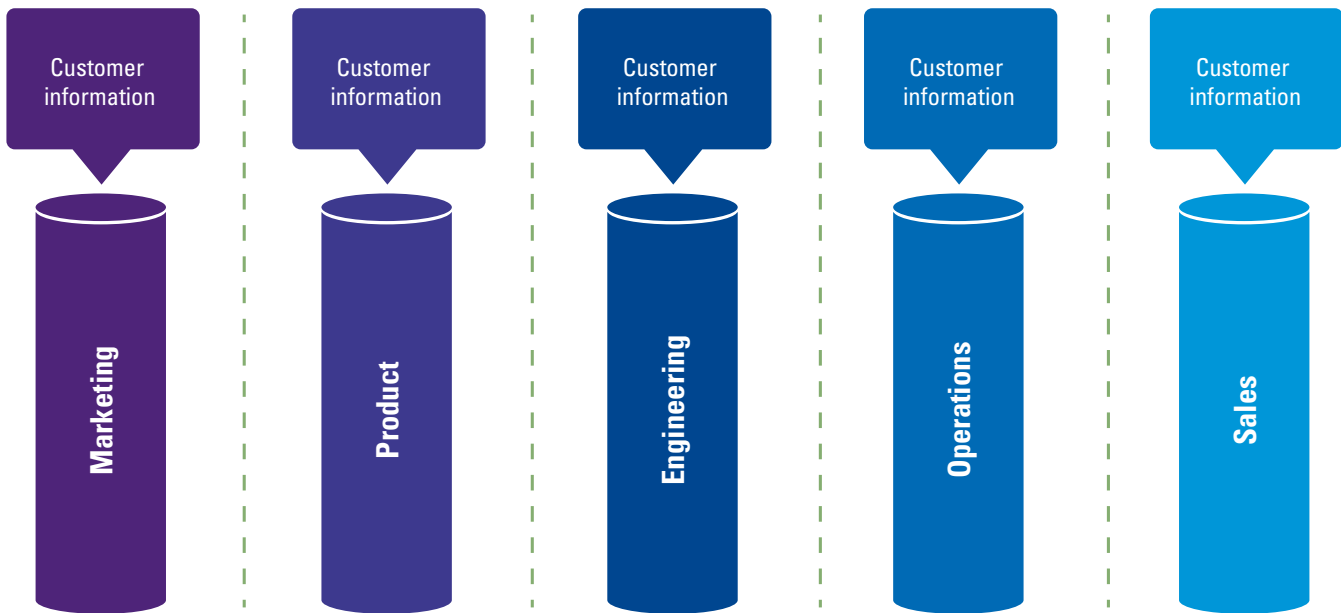 Customer
information
Customer
information
Customer
information
Customer
information
Customer
information
Marketing
Product
Engineering
Operations
Sales